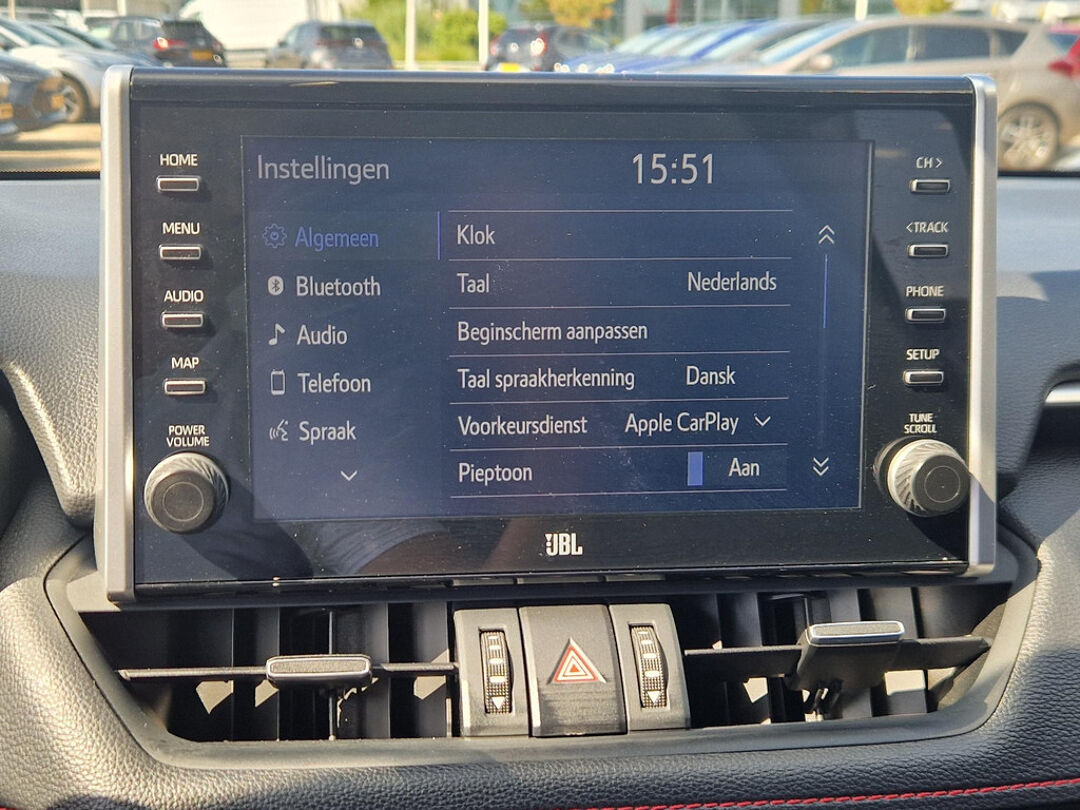 HOME
MENU
AUDIO
MAP
POWER
VOLUME
Instellingen
15:51
Algemeen
Bluetooth
Audio
Telefoon
Spraak
Klok
Taal Nederlands
Beginscherm aanpassen
Taal spraakherkenning Dansk
Voorkeursdienst Apple CarPlay
Pieptoon Aan
CH >
< TRACK
PHONE
SETUP
TUNE
SCROLL
JBL